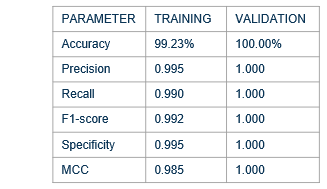 PARAMETER TRAINING VALIDATION
Accuracy 99.23% 100.00%
Precision 0.995 1.000
Recall 0.990 1.000
F1-score 0.992 1.000
Specificity 0.995 1.000
MCC 0.985 1.000